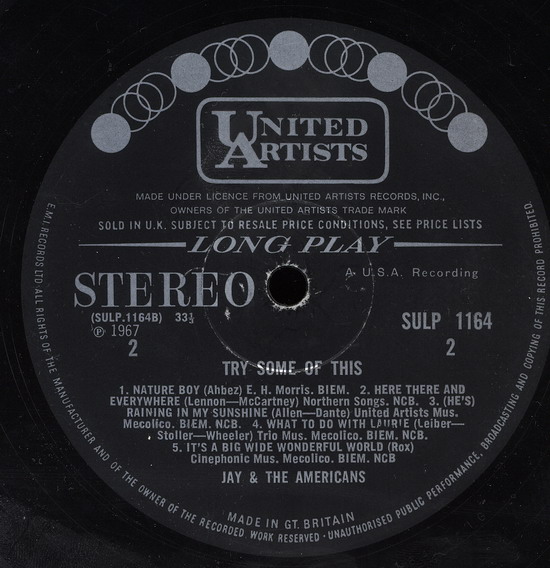 UNITED
ARTISTS
MADE UNDER LICENCE FROM UNITED ARTISTS RECORDS, INC.,
OWNERS OF THE UNITED ARTISTS TRADE MARK
SOLD IN U.K. SUBJECT TO RESALE PRICE CONDITIONS, SEE PRICE LISTS
LONG PLAY
STEREO
A U.S.A. Recording
(SULP.1164B) 33⅓
℗ 1967
2
SULP 1164
2
TRY SOME OF THIS
1. NATURE BOY (Ahbez) E. H. Morris. BIEM. 2. HERE THERE AND
EVERYWHERE (Lennon—McCartney) Northern Songs. NCB. 3. (HE'S)
RAINING IN MY SUNSHINE (Allen—Dante) United Artists Mus.
Mecolico. BIEM. NCB. 4. WHAT TO DO WITH LAURIE (Leiber—
Stoller—Wheeler) Trio Mus. Mecolico. BIEM. NCB.
5. IT'S A BIG WIDE WONDERFUL WORLD (Rox)
Cinephonic Mus. Mecolico. BIEM. NCB
JAY & THE AMERICANS
MADE IN GT. BRITAIN
E.M.I. RECORDS LTD. ALL RIGHTS OF THE MANUFACTURER AND OF THE OWNER OF THE RECORDED WORK RESERVED · UNAUTHORISED PUBLIC PERFORMANCE, BROADCASTING AND COPYING OF THIS RECORD PROHIBITED.